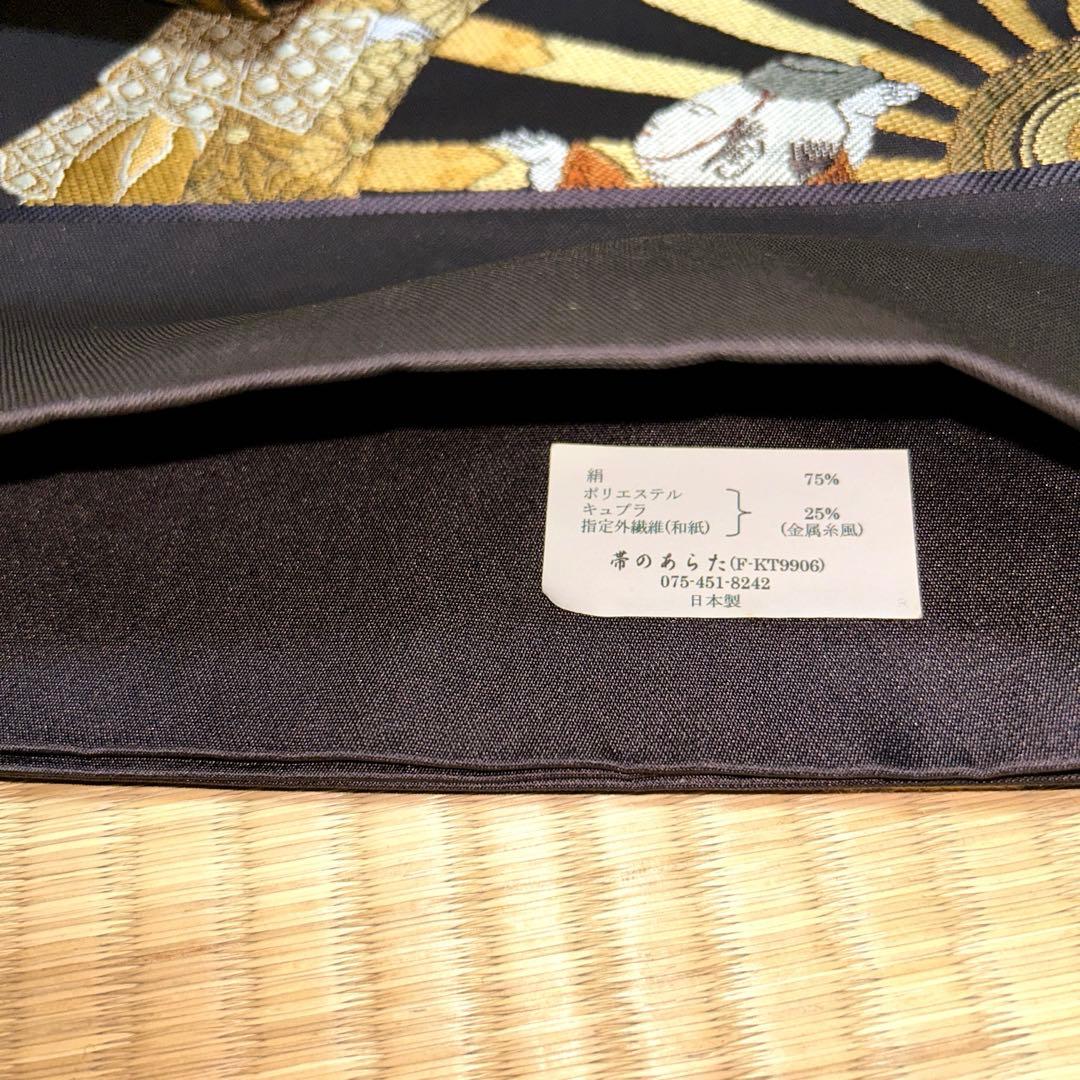 絹 75%
ポリエステル
キュプラ 25%
指定外繊維(和紙) (金属糸風)
帯のあらた(F-KT9906)
075-451-8242
日本製